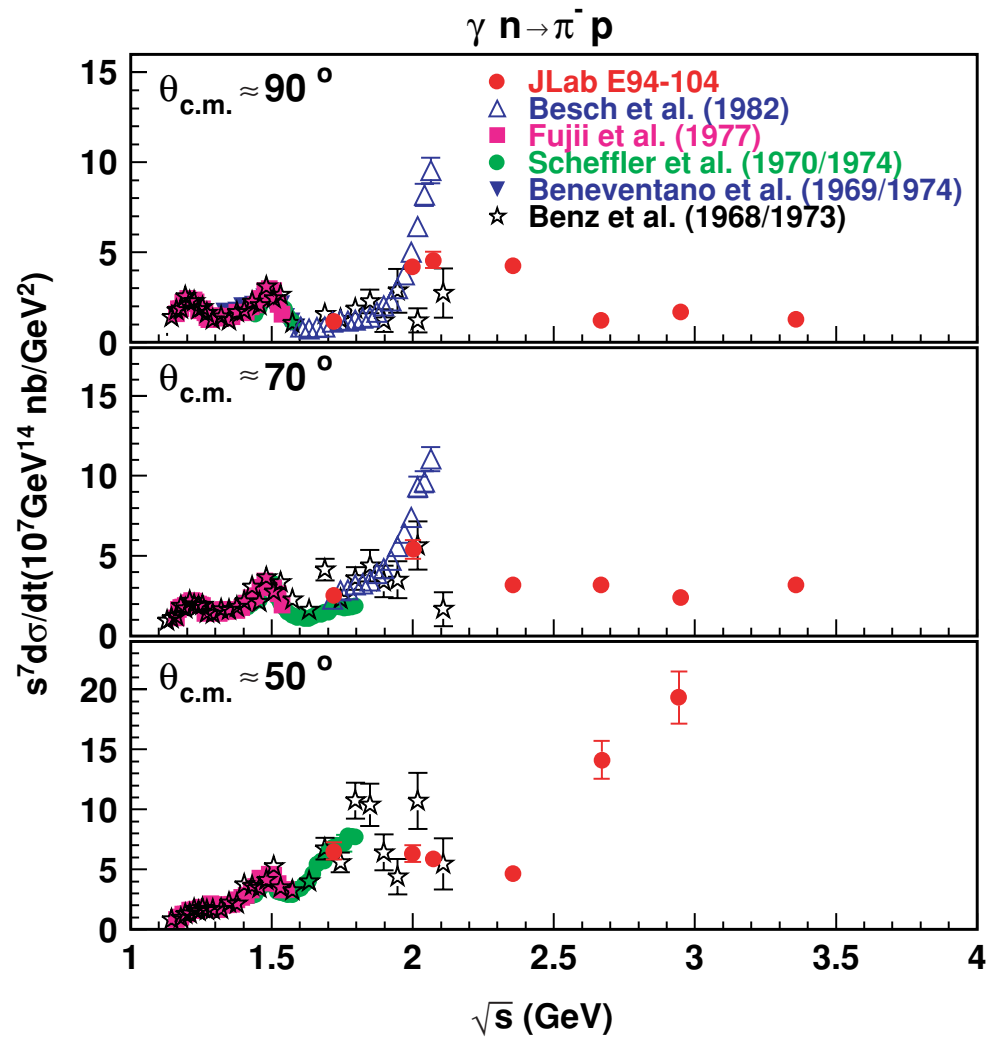 γ n→π⁻ p
θc.m. ≈ 90 °
JLab E94-104
Besch et al. (1982)
Fujii et al. (1977)
Scheffler et al. (1970/1974)
Beneventano et al. (1969/1974)
Benz et al. (1968/1973)
15
10
5
0
θc.m. ≈ 70 °
15
10
5
0
θc.m. ≈ 50 °
20
15
10
5
0
s⁷dσ/dt(10⁷GeV¹⁴ nb/GeV²)
1 1.5 2 2.5 3 3.5 4
√s (GeV)